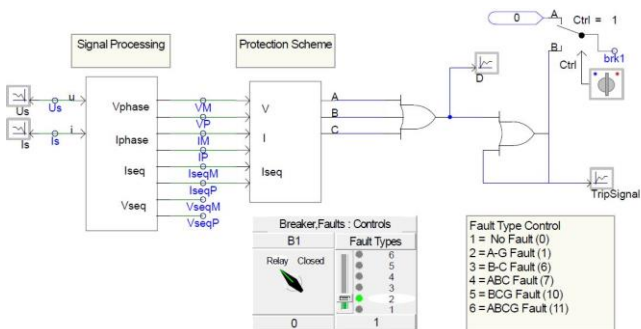 0
A
Ctrl = 1
B
Ctrl
brk1
Signal Processing
Protection Scheme
Us
Us
u
Is
Is
i
Vphase
Iphase
Iseq
Vseq
VM
VP
IM
IP
IseqM
IseqP
VseqM
VseqP
V
I
Iseq
A
B
C
D
TripSignal
Breaker,Faults : Controls
B1
Fault Types
Relay Closed
6
5
4
3
2
1
0
1
Fault Type Control
1 = No Fault (0)
2 = A-G Fault (1)
3 = B-C Fault (6)
4 = ABC Fault (7)
5 = BCG Fault (10)
6 = ABCG Fault (11)